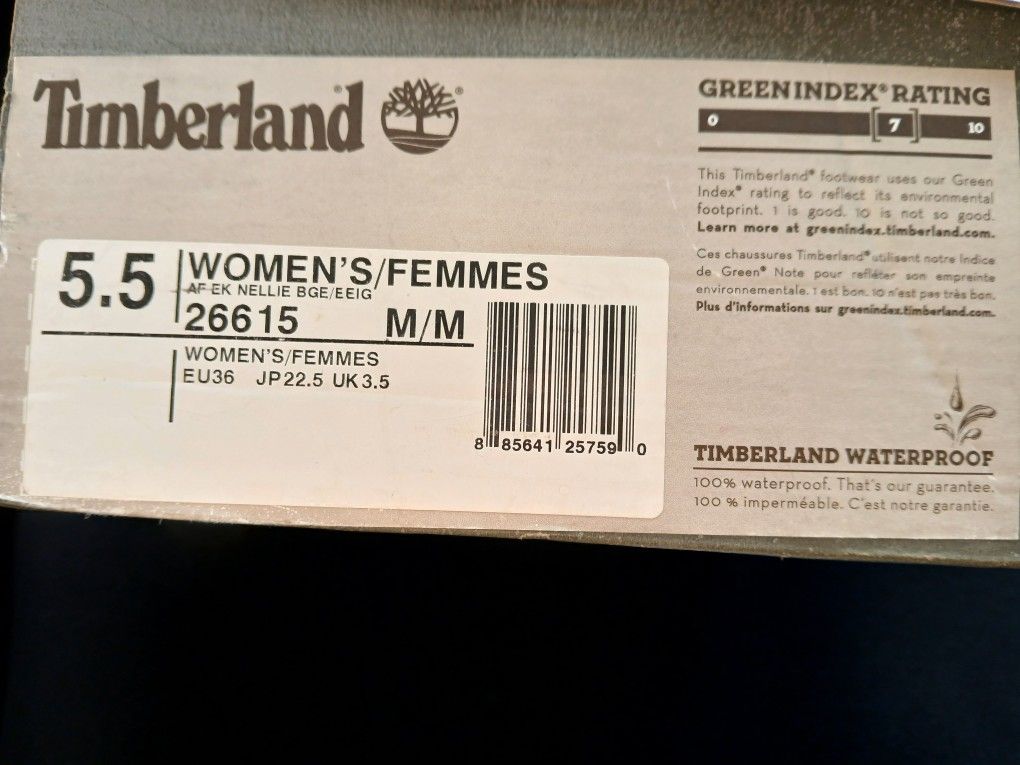 Timberland®
®
GREEN INDEX® RATING
0 7 10
This Timberland® footwear uses our Green
Index® rating to reflect its environmental
footprint. 1 is good. 10 is not so good.
Learn more at greenindex.timberland.com.
Ces chaussures Timberland® utilisent notre Indice
de Green® Note pour refléter son empreinte
environnementale. 1 est bon. 10 n'est pas très bon.
Plus d'informations sur greenindex.timberland.com.
5.5 WOMEN'S/FEMMES
AF EK NELLIE BGE/EEIG
26615 M/M
WOMEN'S/FEMMES
EU36 JP22.5 UK3.5
8 85641 25759 0
TIMBERLAND WATERPROOF
100% waterproof. That's our guarantee.
100 % imperméable. C'est notre garantie.